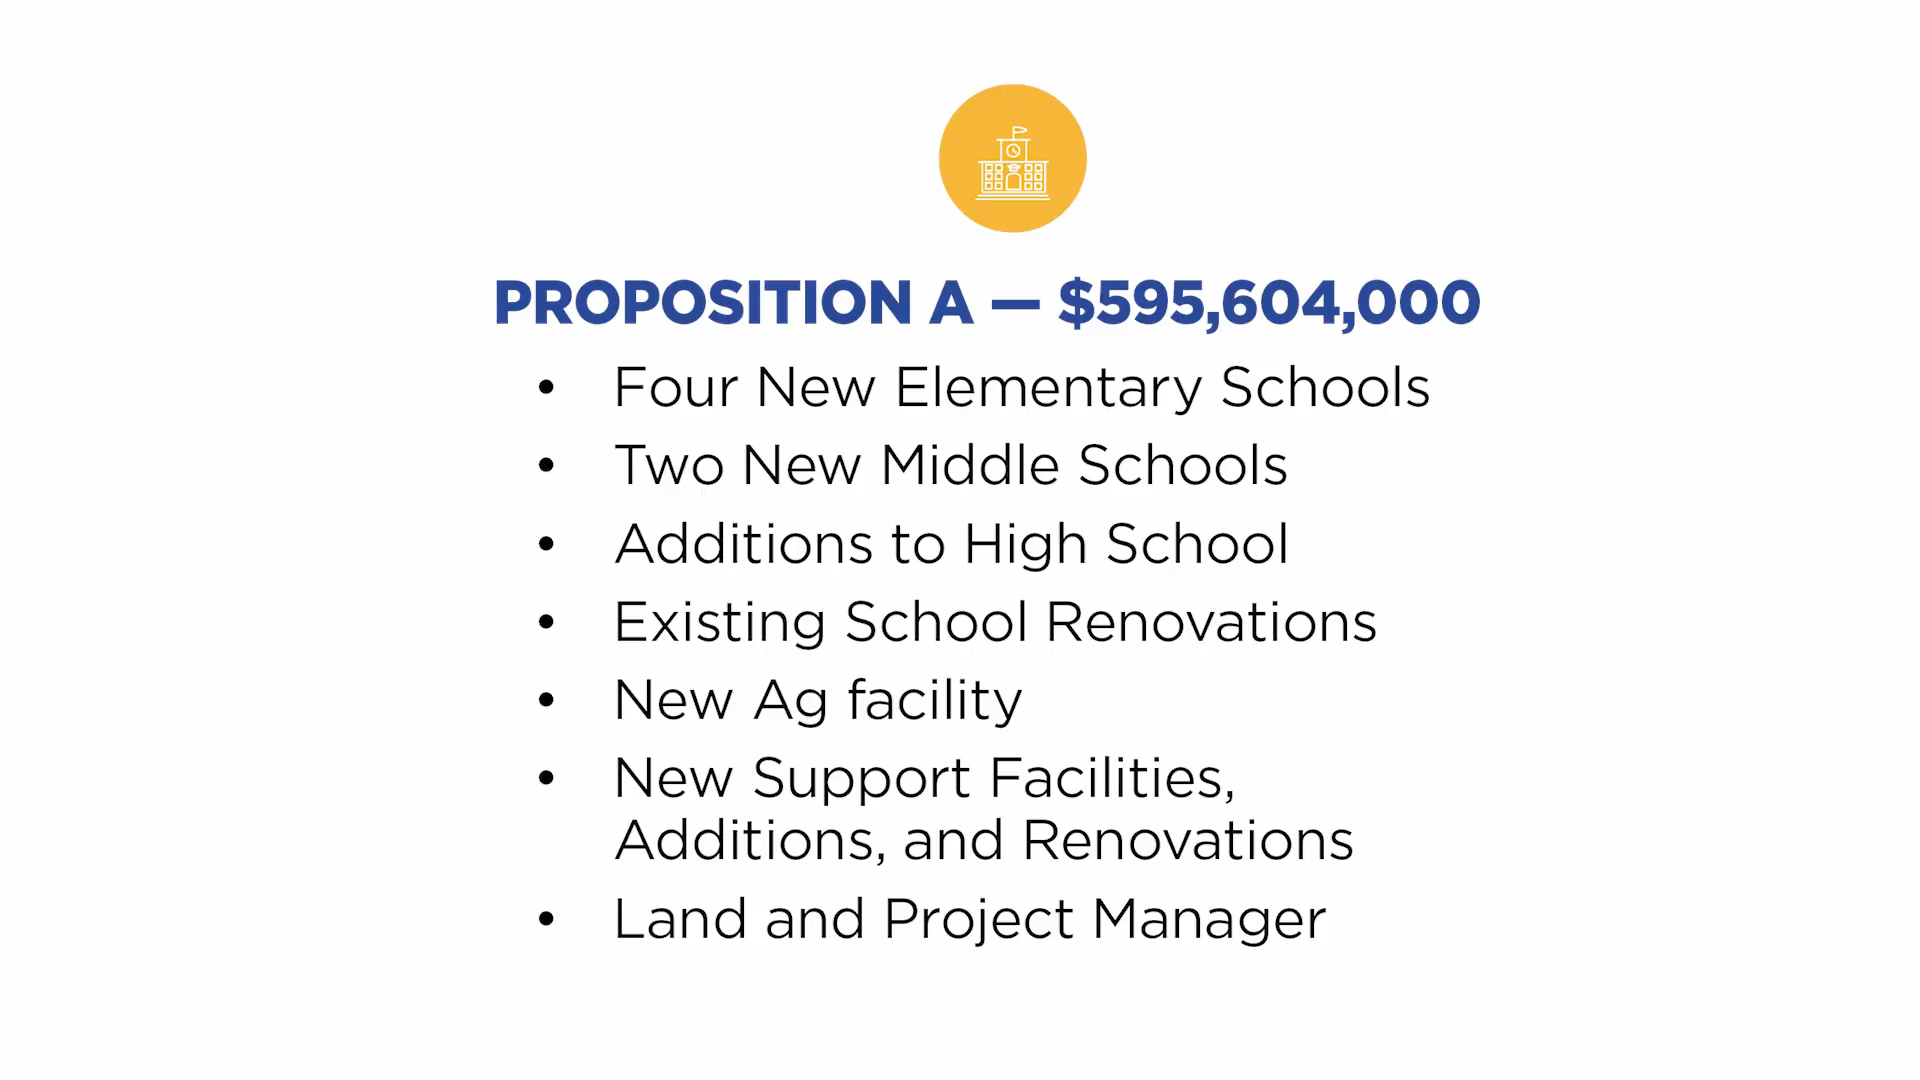 PROPOSITION A — $595,604,000
• Four New Elementary Schools
• Two New Middle Schools
• Additions to High School
• Existing School Renovations
• New Ag facility
• New Support Facilities,
Additions, and Renovations
• Land and Project Manager